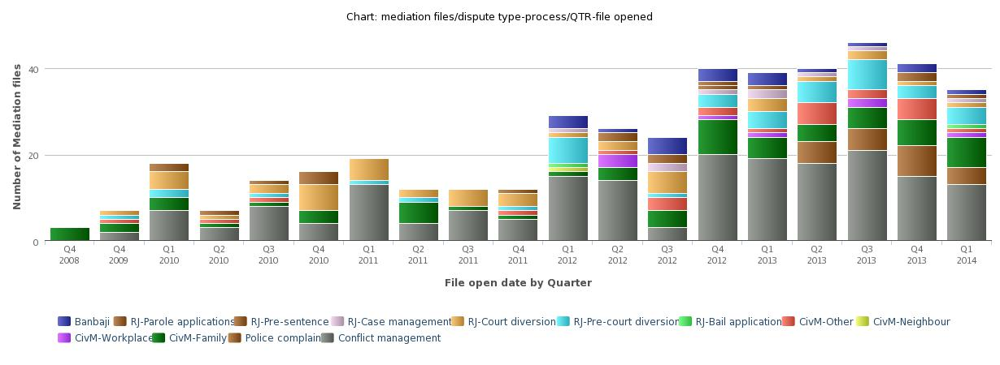 Chart: mediation files/dispute type-process/QTR-file opened
Number of Mediation files
40
20
0
Q4 Q4 Q1 Q2 Q3 Q4 Q1 Q2 Q3 Q4 Q1 Q2 Q3 Q4 Q1 Q2 Q3 Q4 Q1
2008 2009 2010 2010 2010 2010 2011 2011 2011 2011 2012 2012 2012 2012 2013 2013 2013 2013 2014
File open date by Quarter
Banbaji RJ-Parole applications RJ-Pre-sentence RJ-Case management RJ-Court diversion RJ-Pre-court diversion RJ-Bail application CivM-Other CivM-Neighbour
CivM-Workplace CivM-Family Police complain Conflict management